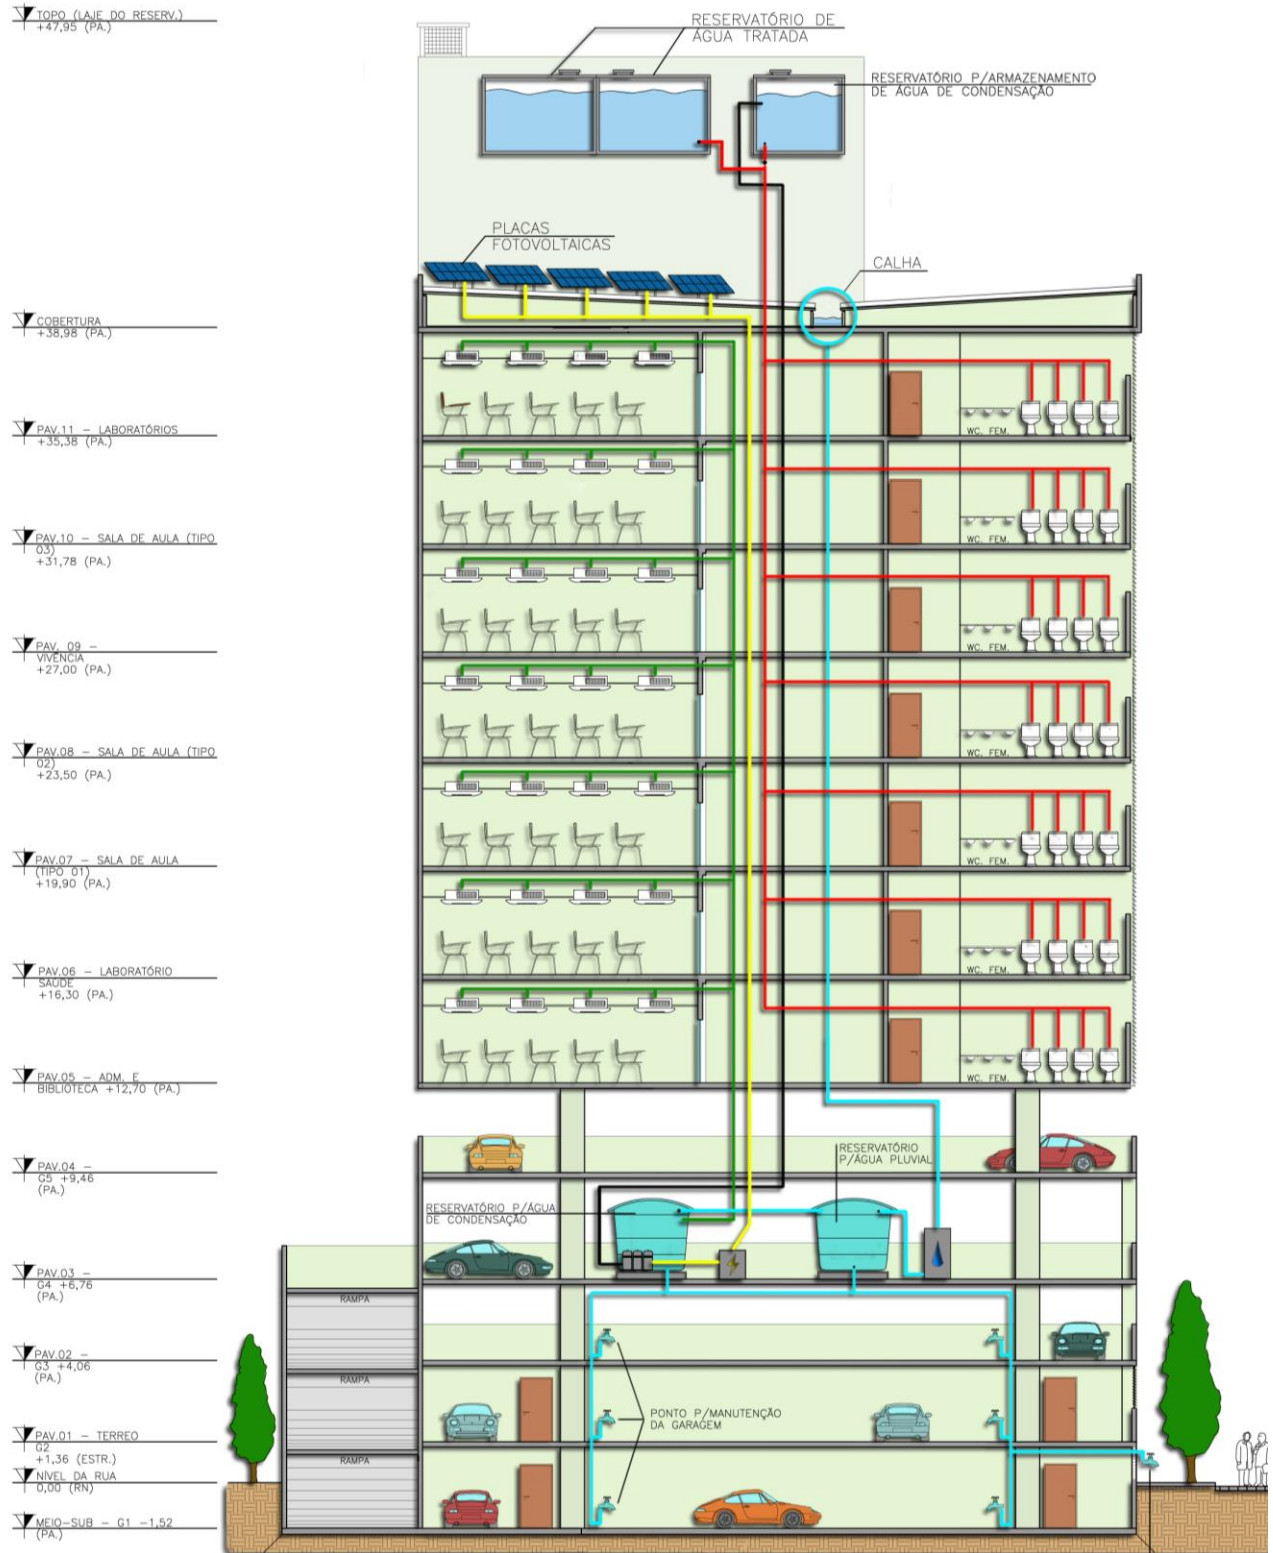 TOPO (LAJE DO RESERV.)
+47,95 (PA.)
RESERVATÓRIO DE
ÁGUA TRATADA
RESERVATÓRIO P/ARMAZENAMENTO
DE ÁGUA DE CONDENSAÇÃO
PLACAS
FOTOVOLTAICAS
CALHA
COBERTURA
+38,98 (PA.)
WC. FEM.
PAV.11 – LABORATÓRIOS
+35,38 (PA.)
WC. FEM.
PAV.10 – SALA DE AULA (TIPO
03)
+31,78 (PA.)
WC. FEM.
PAV. 09 –
VIVÊNCIA
+27,00 (PA.)
WC. FEM.
PAV.08 – SALA DE AULA (TIPO
02)
+23,50 (PA.)
WC. FEM.
PAV.07 – SALA DE AULA
(TIPO 01)
+19,90 (PA.)
WC. FEM.
PAV.06 – LABORATÓRIO
SAÚDE
+16,30 (PA.)
WC. FEM.
PAV.05 – ADM. E
BIBLIOTECA +12,70 (PA.)
RESERVATÓRIO
P/ÁGUA PLUVIAL
PAV.04 –
G5 +9,46
(PA.)
RESERVATÓRIO P/ÁGUA
DE CONDENSAÇÃO
PAV.03 –
G4 +6,76
(PA.)
RAMPA
PAV.02 –
G3 +4,06
(PA.)
RAMPA
PONTO P/MANUTENÇÃO
DA GARAGEM
PAV.01 – TERREO
G2
+1,36 (ESTR.)
RAMPA
NÍVEL DA RUA
0,00 (RN)
MEIO-SUB – G1 -1,52
(PA.)